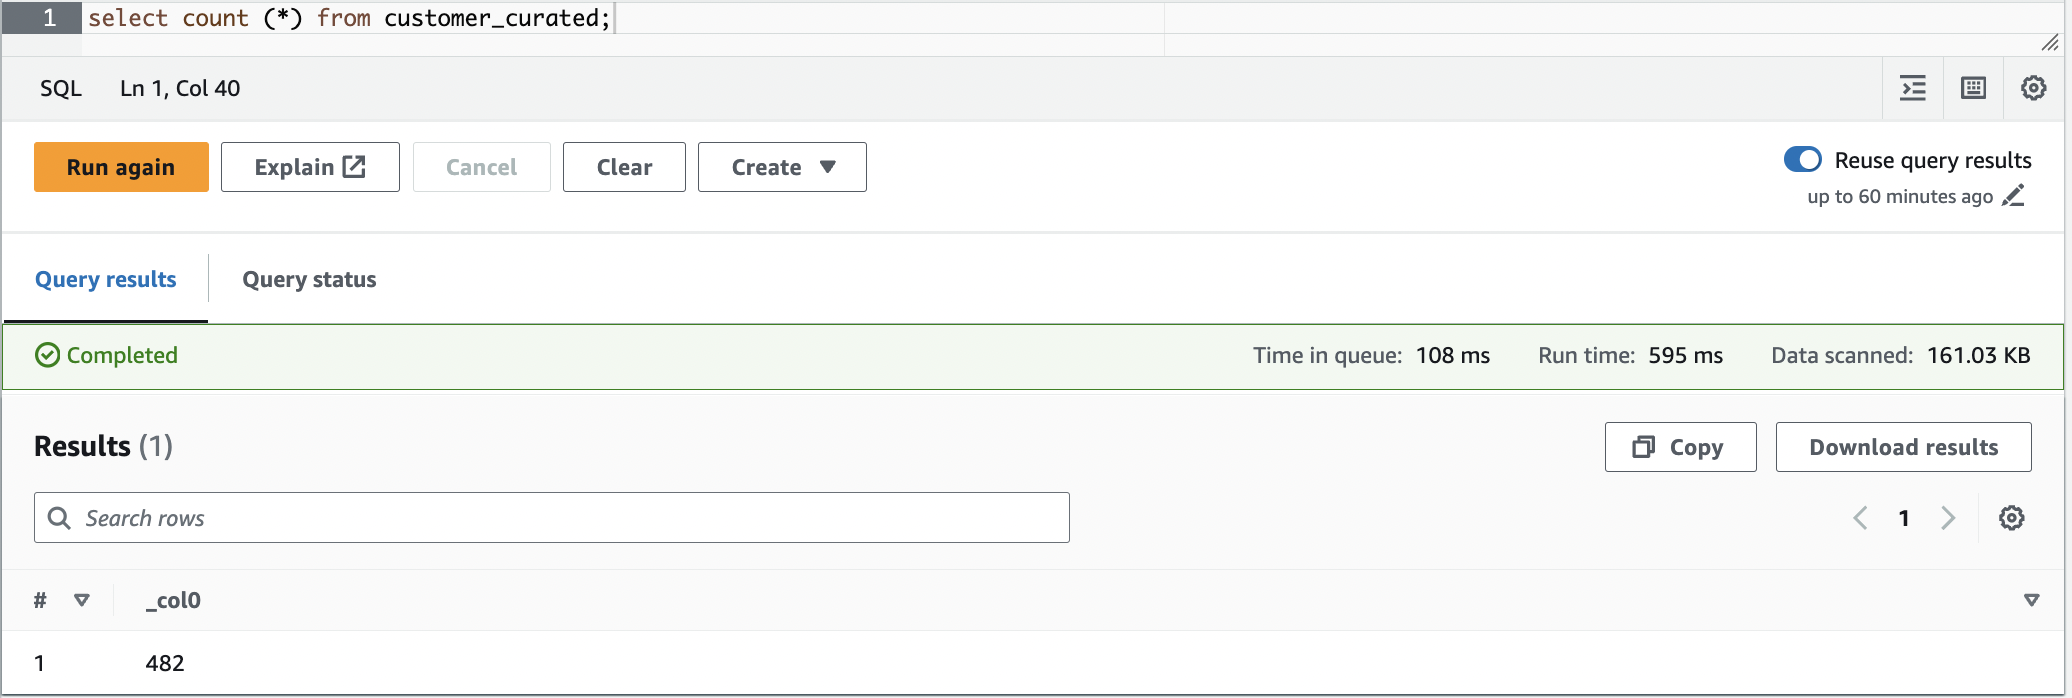 1 select count (*) from customer_curated;
SQL Ln 1, Col 40
Run again Explain Cancel Clear Create Reuse query results
up to 60 minutes ago
Query results Query status
Completed Time in queue: 108 ms Run time: 595 ms Data scanned: 161.03 KB
Results (1) Copy Download results
Search rows 1
# _col0
1 482